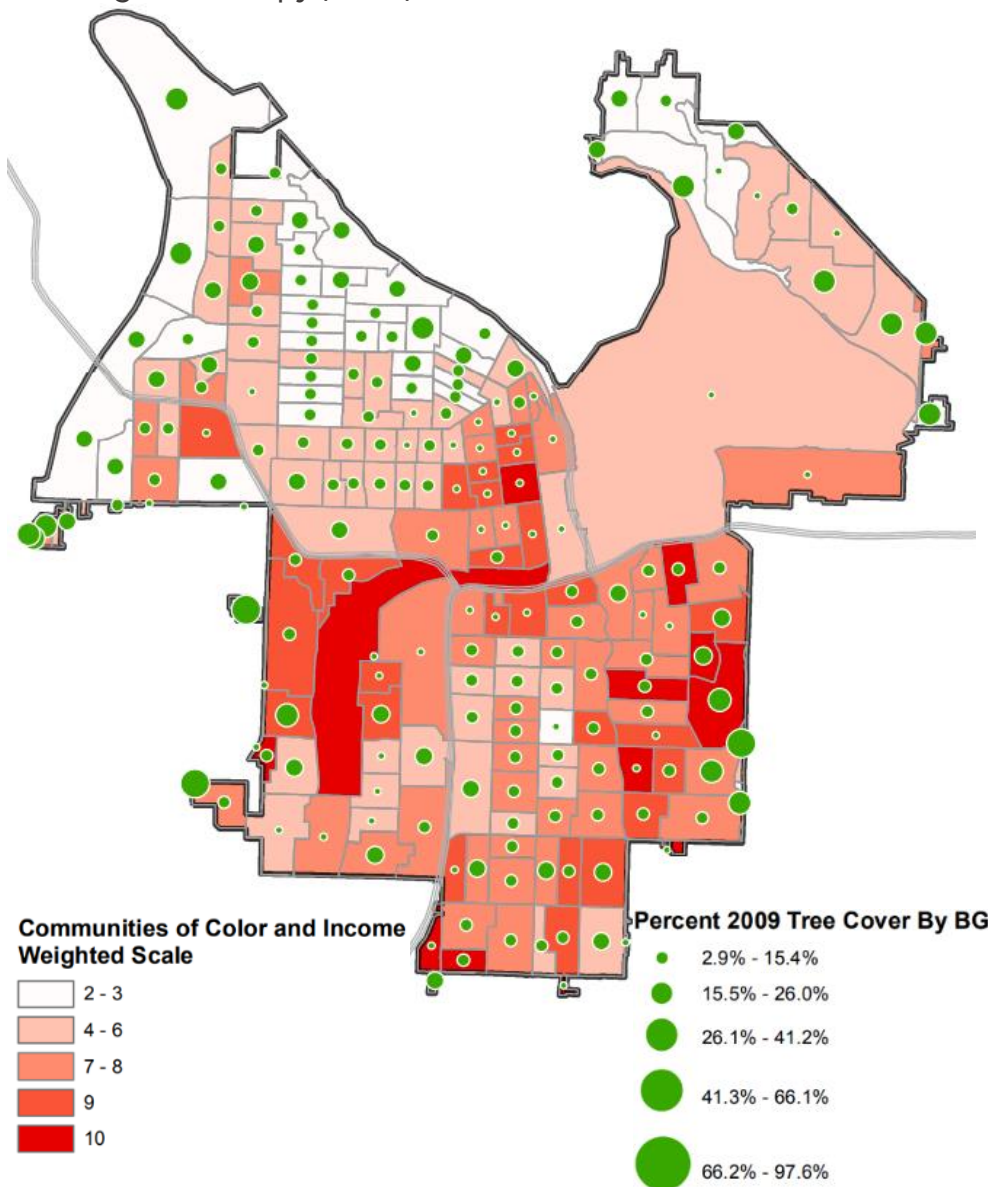 Communities of Color and Income
Weighted Scale
2 - 3
4 - 6
7 - 8
9
10
Percent 2009 Tree Cover By BG
2.9% - 15.4%
15.5% - 26.0%
26.1% - 41.2%
41.3% - 66.1%
66.2% - 97.6%